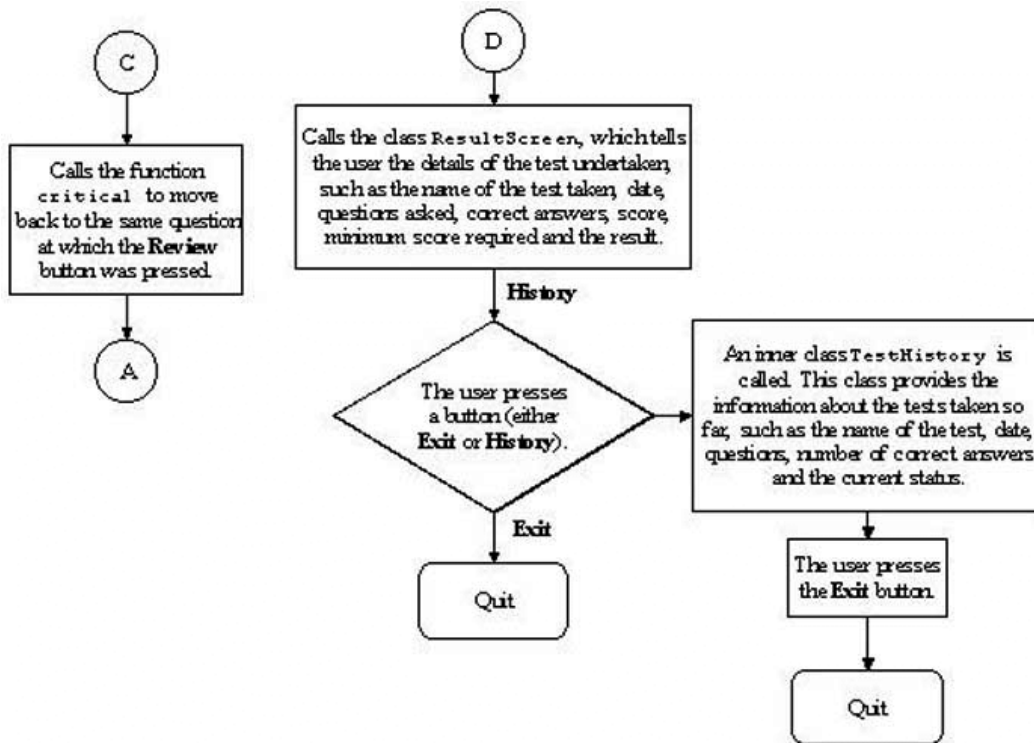 C
Calls the function
critical to move
back to the same question
at which the Review
button was pressed.
A
D
Calls the class ResultScreen, which tells
the user the details of the test undertaken,
such as the name of the test taken, date,
questions asked, correct answers, score,
minimum score required and the result.
History
The user presses
a button (either
Exit or History).
Exit
Quit
An inner class TestHistory is
called. This class provides the
information about the tests taken so
far, such as the name of the test, date,
questions, number of correct answers
and the current status.
The user presses
the Exit button.
Quit